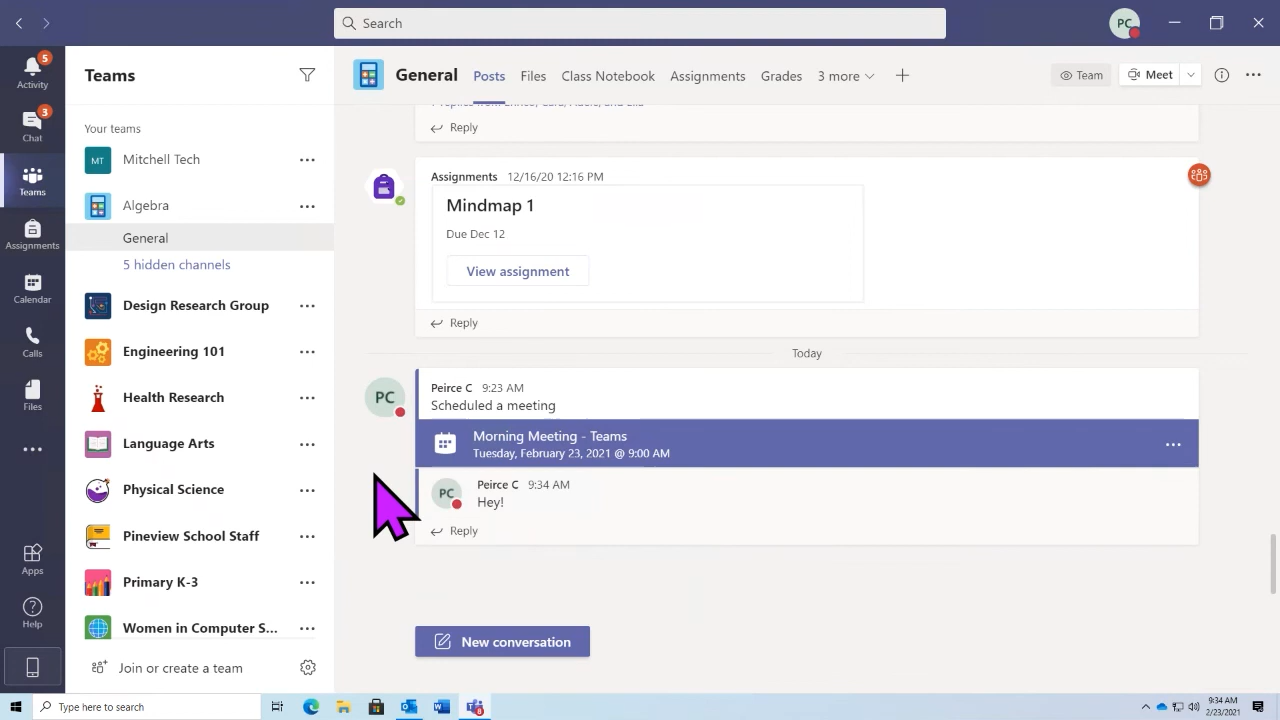 Search
PC
5
Activity
3
Chat
Teams
Assignments
Calendar
Calls
Files
Apps
Help
Teams
Your teams
MT
Mitchell Tech
Algebra
General
5 hidden channels
Design Research Group
Engineering 101
Health Research
Language Arts
Physical Science
Pineview School Staff
Primary K-3
Women in Computer S...
Join or create a team
General Posts Files Class Notebook Assignments Grades 3 more
Team
Meet
Reply
Assignments 12/16/20 12:16 PM
Mindmap 1
Due Dec 12
View assignment
Reply
Today
PC
Peirce C 9:23 AM
Scheduled a meeting
Morning Meeting - Teams
Tuesday, February 23, 2021 @ 9:00 AM
PC
Peirce C 9:34 AM
Hey!
Reply
New conversation
Type here to search
8
9:34 AM
2/23/2021